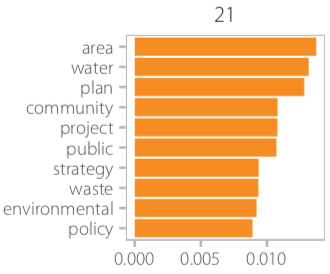 21
area
water
plan
community
project
public
strategy
waste
environmental
policy
0.000 0.005 0.010